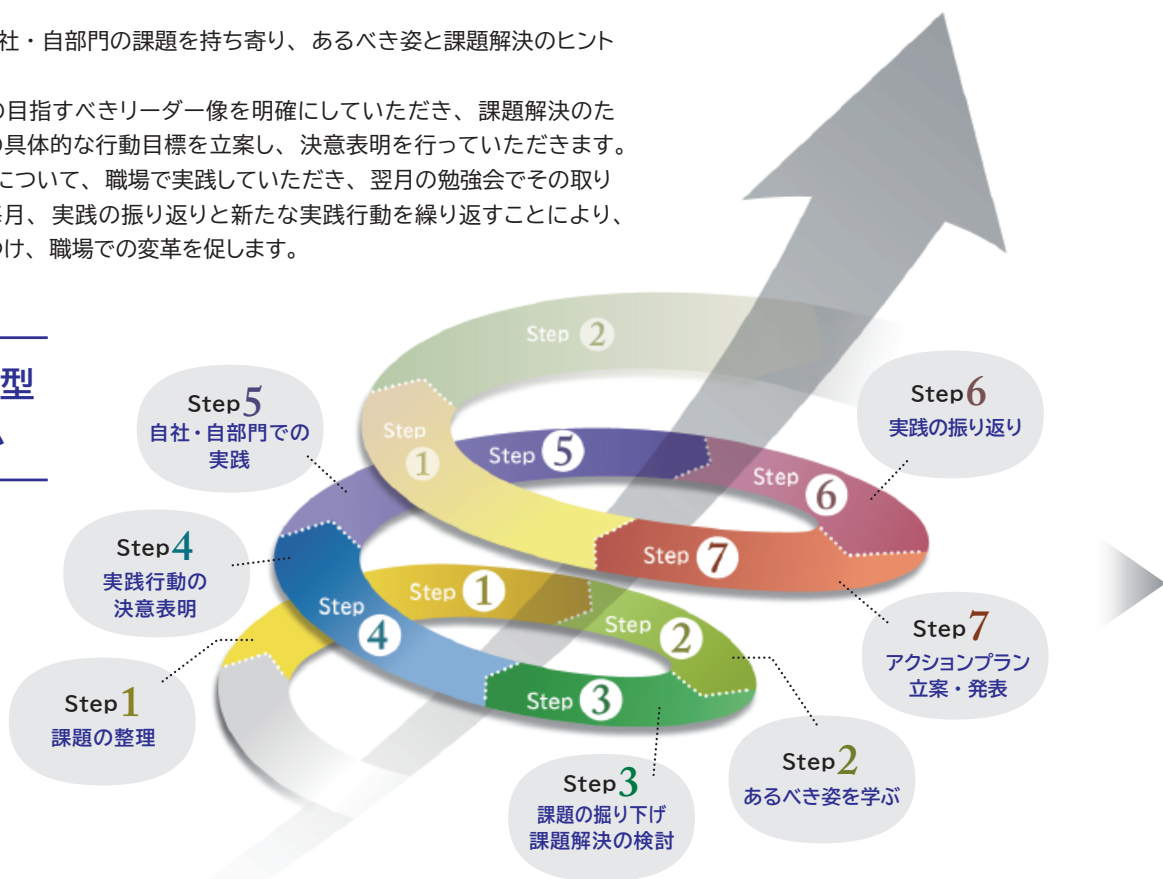 社・自部門の課題を持ち寄り、あるべき姿と課題解決のヒント
の目指すべきリーダー像を明確にしていただき、課題解決のた
の具体的な行動目標を立案し、決意表明を行っていただきます。
について、職場で実践していただき、翌月の勉強会でその取り
毎月、実践の振り返りと新たな実践行動を繰り返すことにより、
つけ、職場での変革を促します。
型
Step 2
Step5
自社・自部門での
実践
Step6
実践の振り返り
Step
1
Step 5
Step
6
Step4
実践行動の
決意表明
Step 7
Step 1
Step
4
Step
2
Step7
アクションプラン
立案・発表
Step1
課題の整理
Step 3
Step2
あるべき姿を学ぶ
Step3
課題の掘り下げ
課題解決の検討